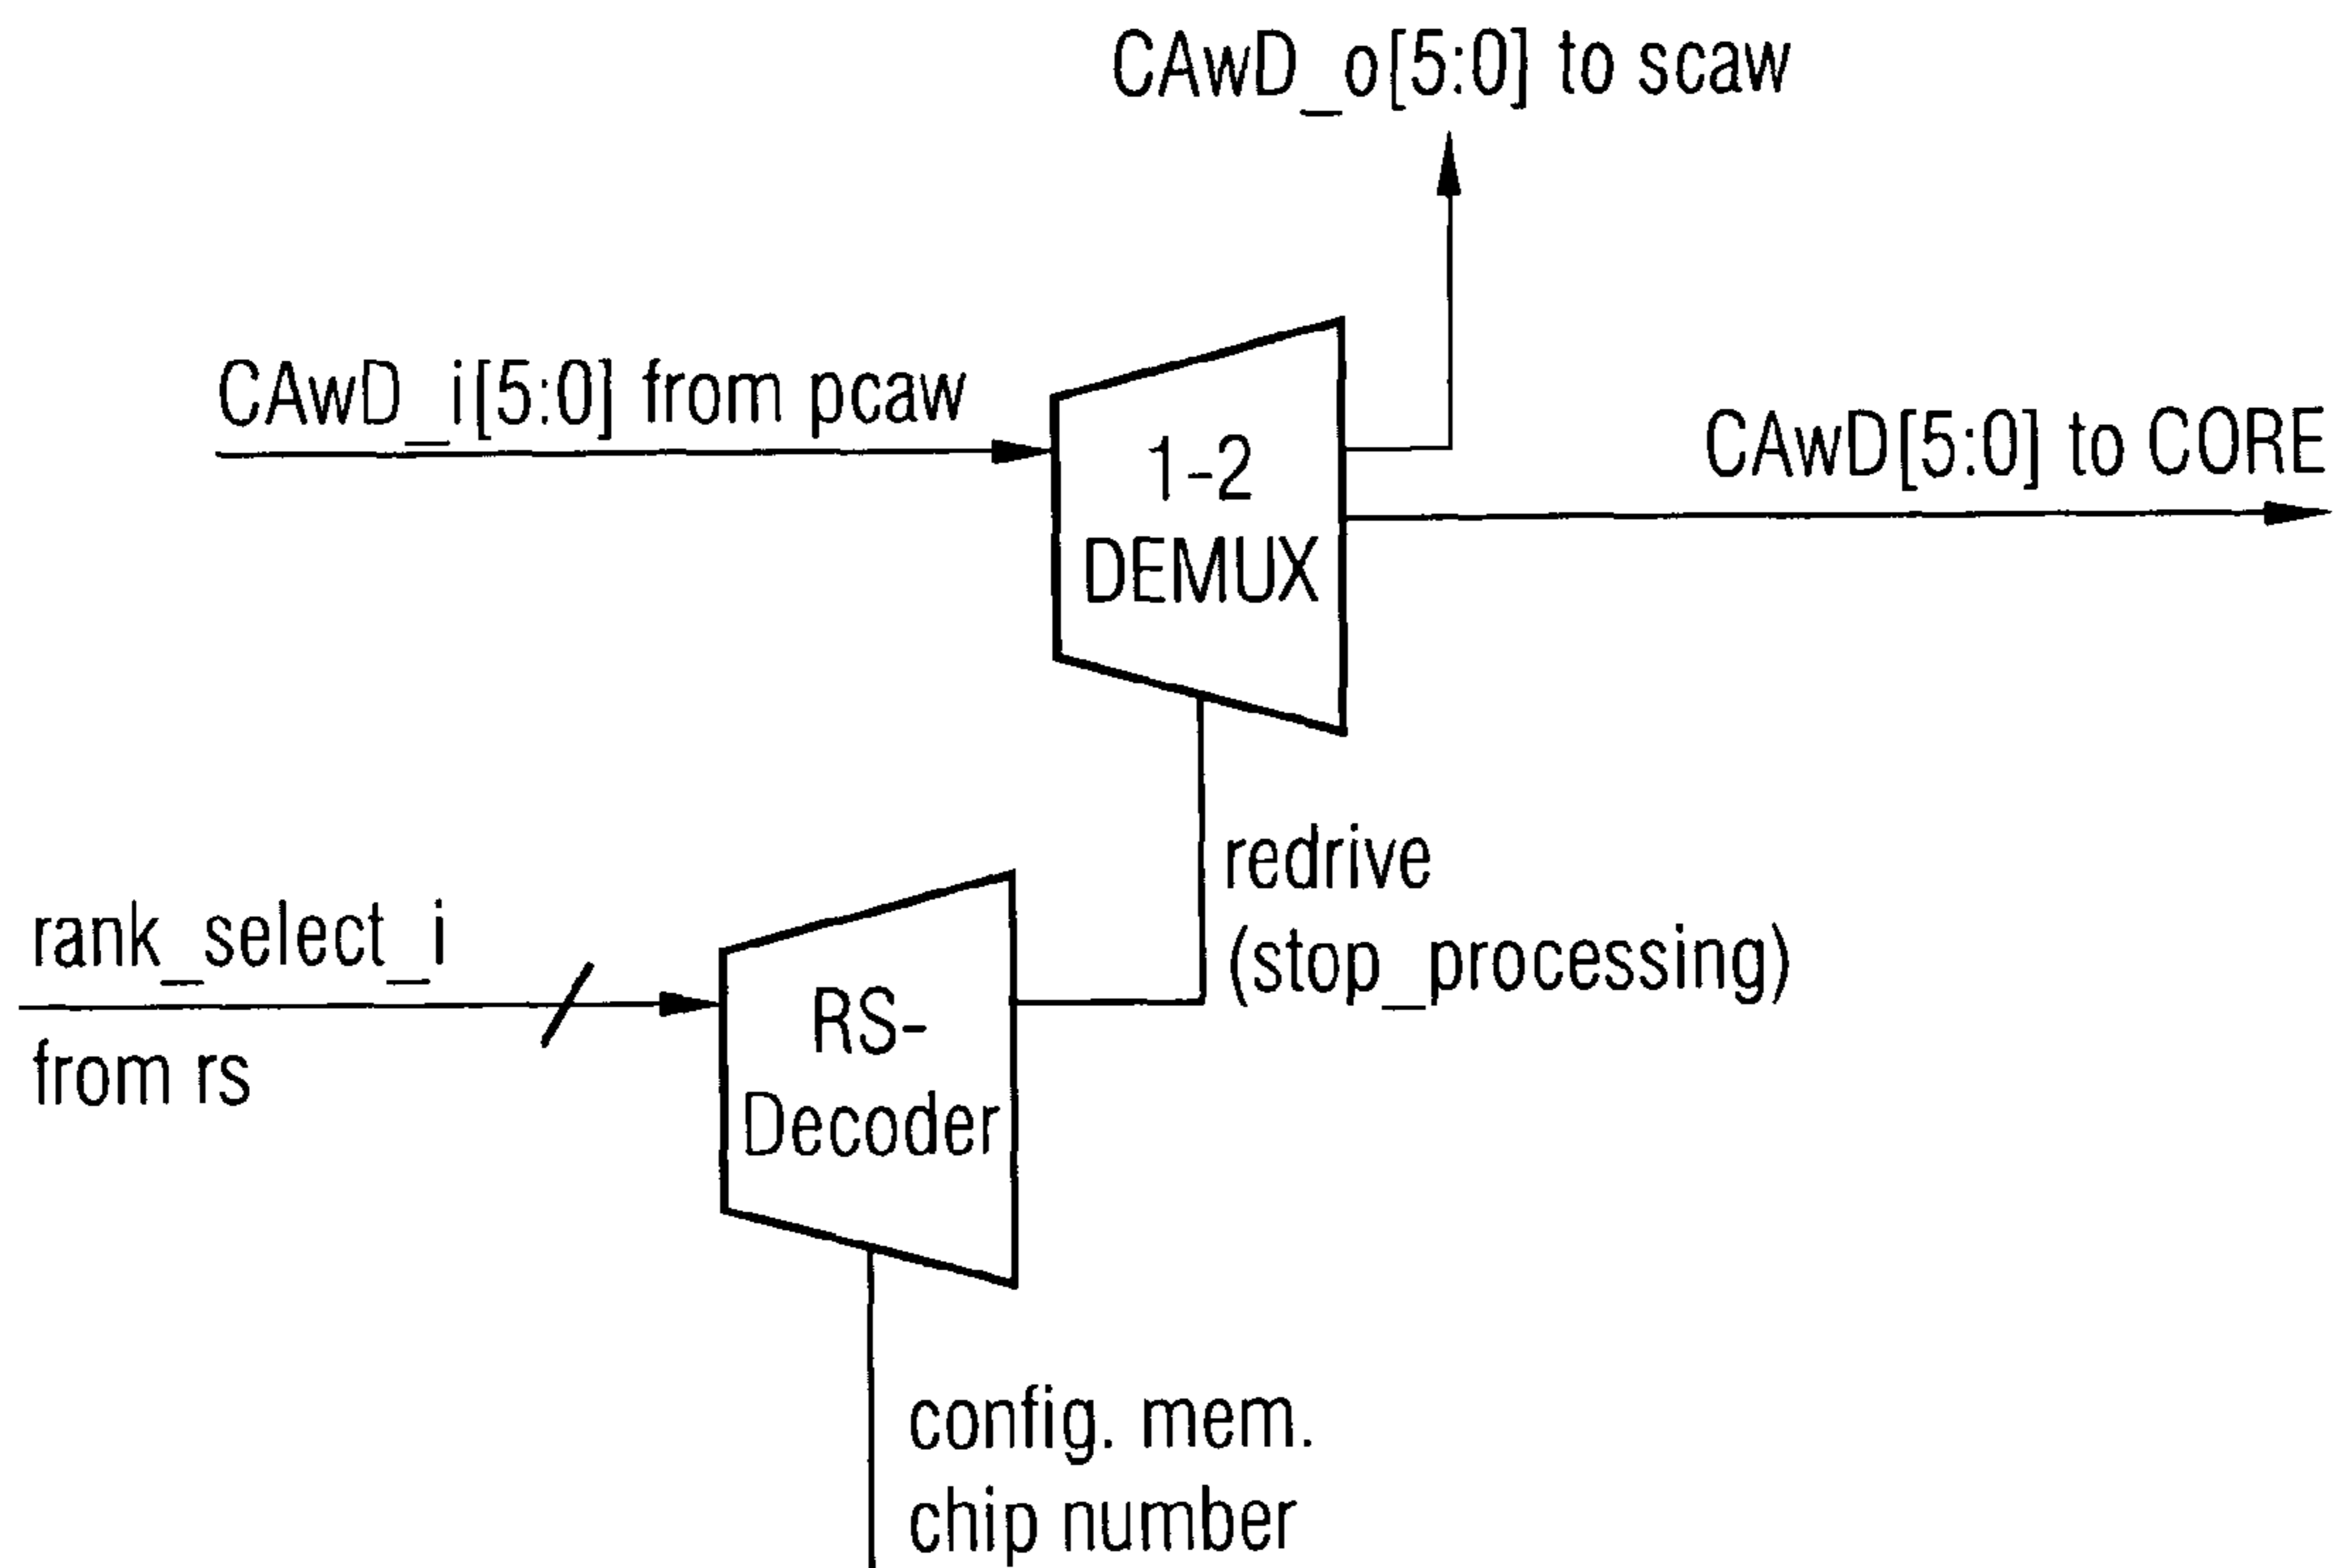 CAwD_o[5:0] to scaw
CAwD_i[5:0] from pcaw
CAwD[5:0] to CORE
1-2
DEMUX
redrive
(stop_processing)
rank_select_i
from rs
RS-
Decoder
config. mem.
chip number